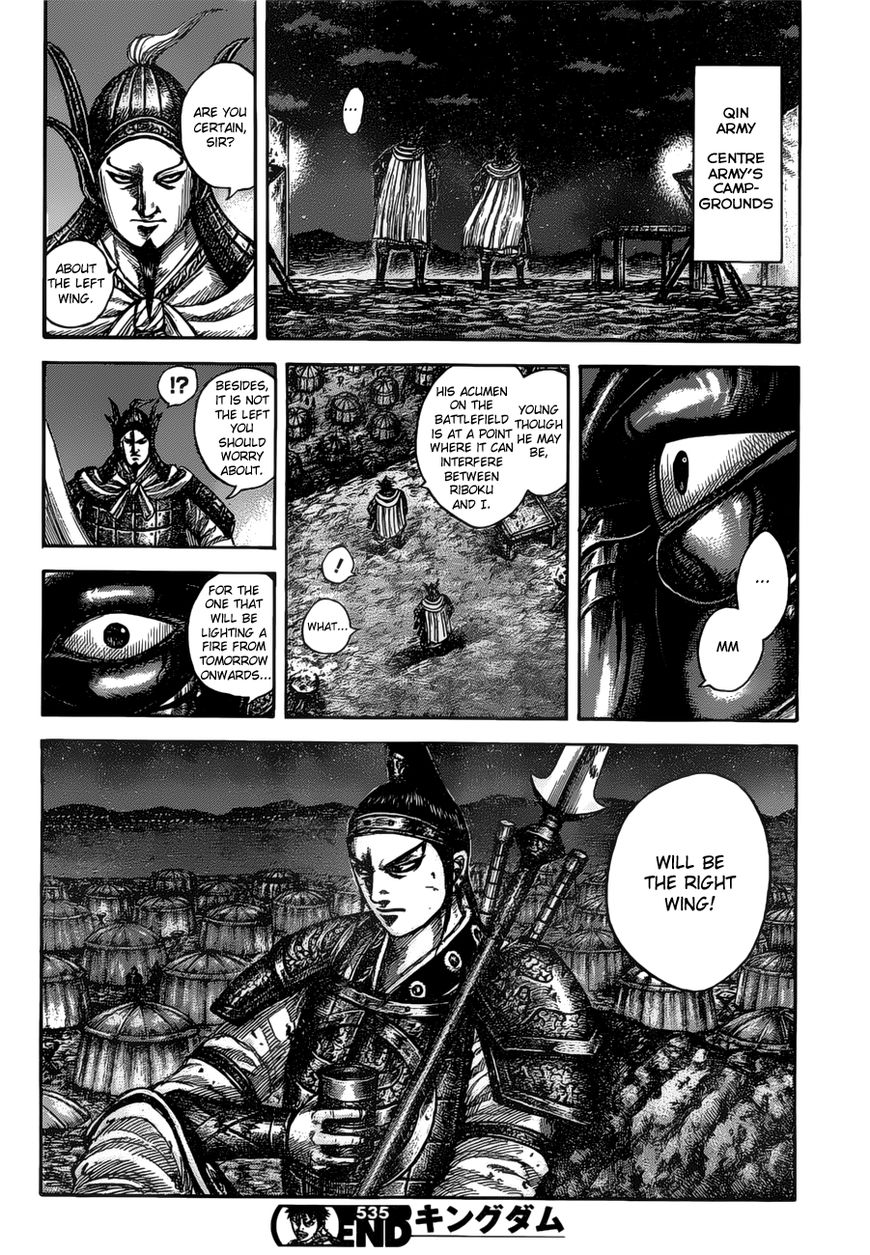 QIN
ARMY
CENTRE
ARMY'S
CAMP-
GROUNDS
...
ARE YOU
CERTAIN,
SIR?
ABOUT
THE LEFT
WING.
...
MM
YOUNG
THOUGH
HE MAY
BE,
HIS ACUMEN
ON THE
BATTLEFIELD
IS AT A POINT
WHERE IT CAN
INTERFERE
BETWEEN
RIBOKU
AND I.
!
WHAT...
BESIDES,
IT IS NOT
THE LEFT
YOU
SHOULD
WORRY
ABOUT.
!?
FOR THE
ONE THAT
WILL BE
LIGHTING A
FIRE FROM
TOMORROW
ONWARDS...
WILL BE
THE RIGHT
WING!
535
END
キングダム